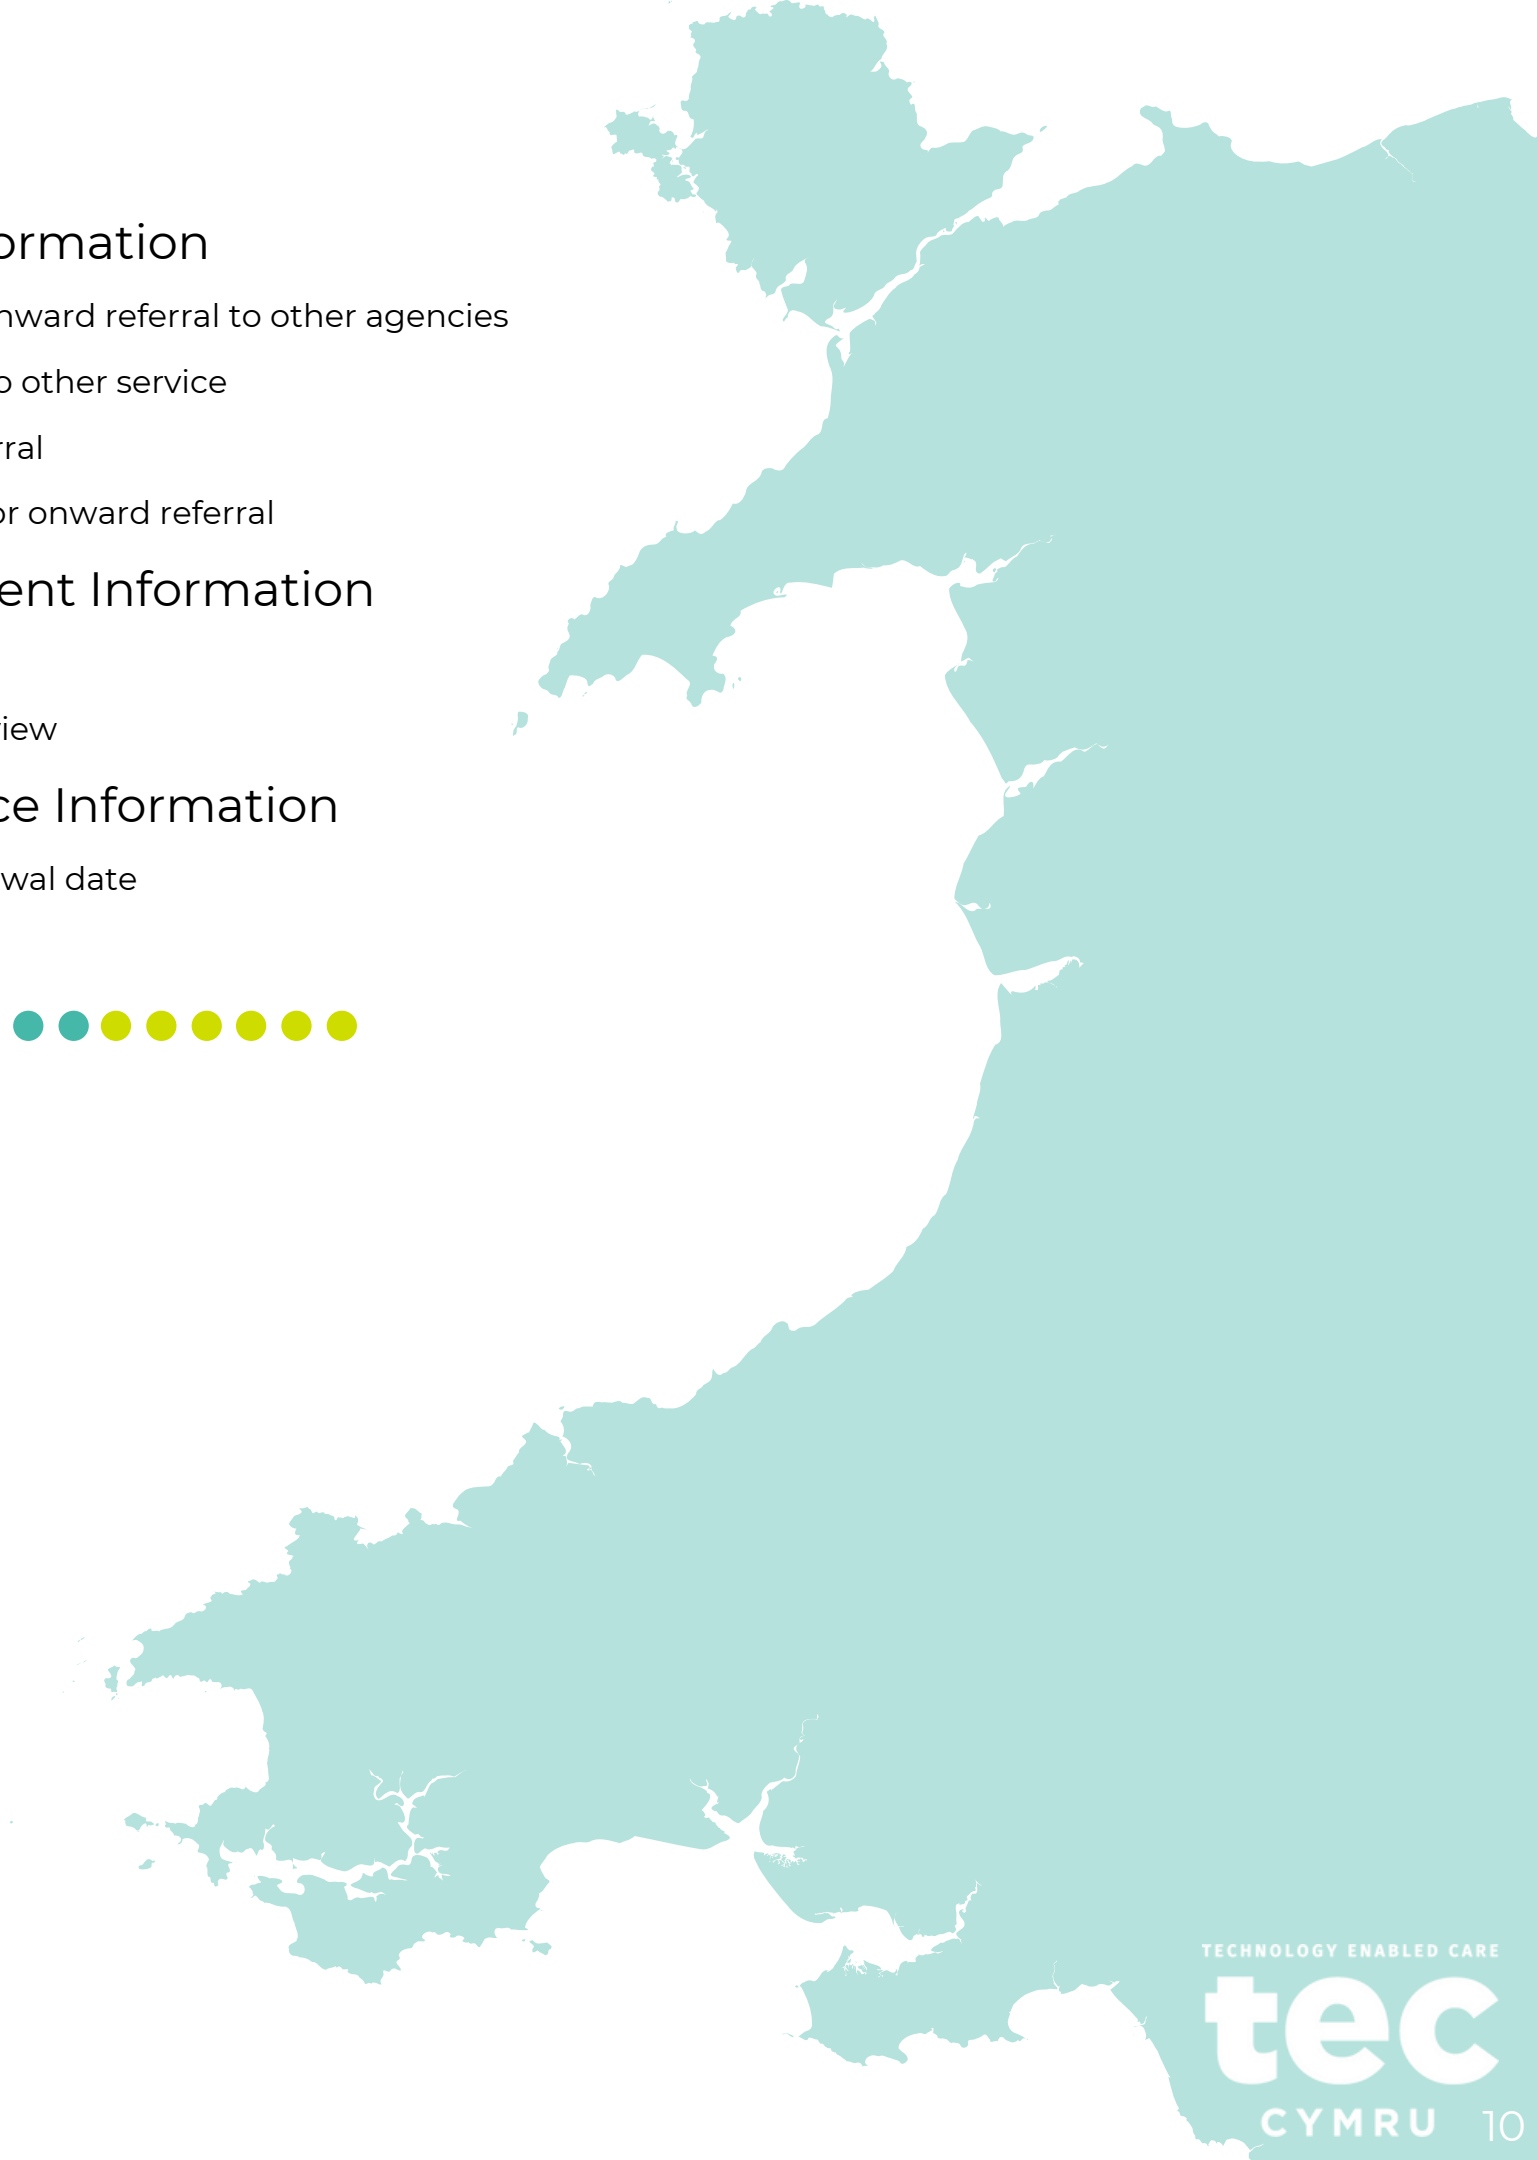 ormation
nward referral to other agencies
o other service
rral
or onward referral
ent Information
view
ce Information
wal date
TECHNOLOGY ENABLED CARE
tec
CYMRU
10